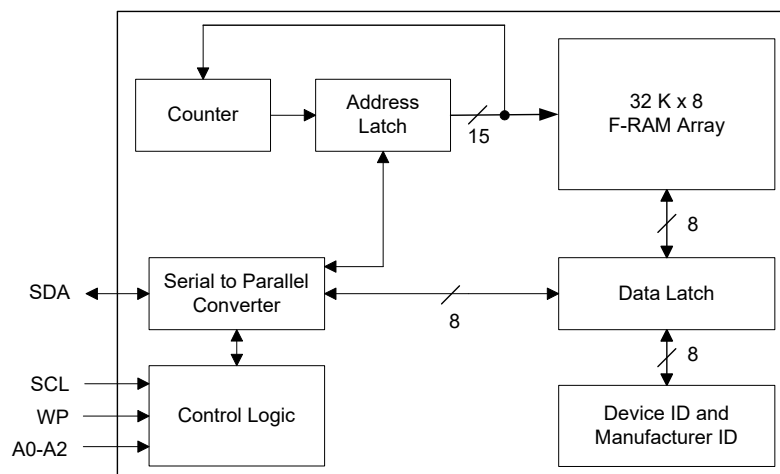 Counter
Address
Latch
15
32 K x 8
F-RAM Array
8
SDA
Serial to Parallel
Converter
8
Data Latch
8
SCL
WP
A0-A2
Control Logic
Device ID and
Manufacturer ID